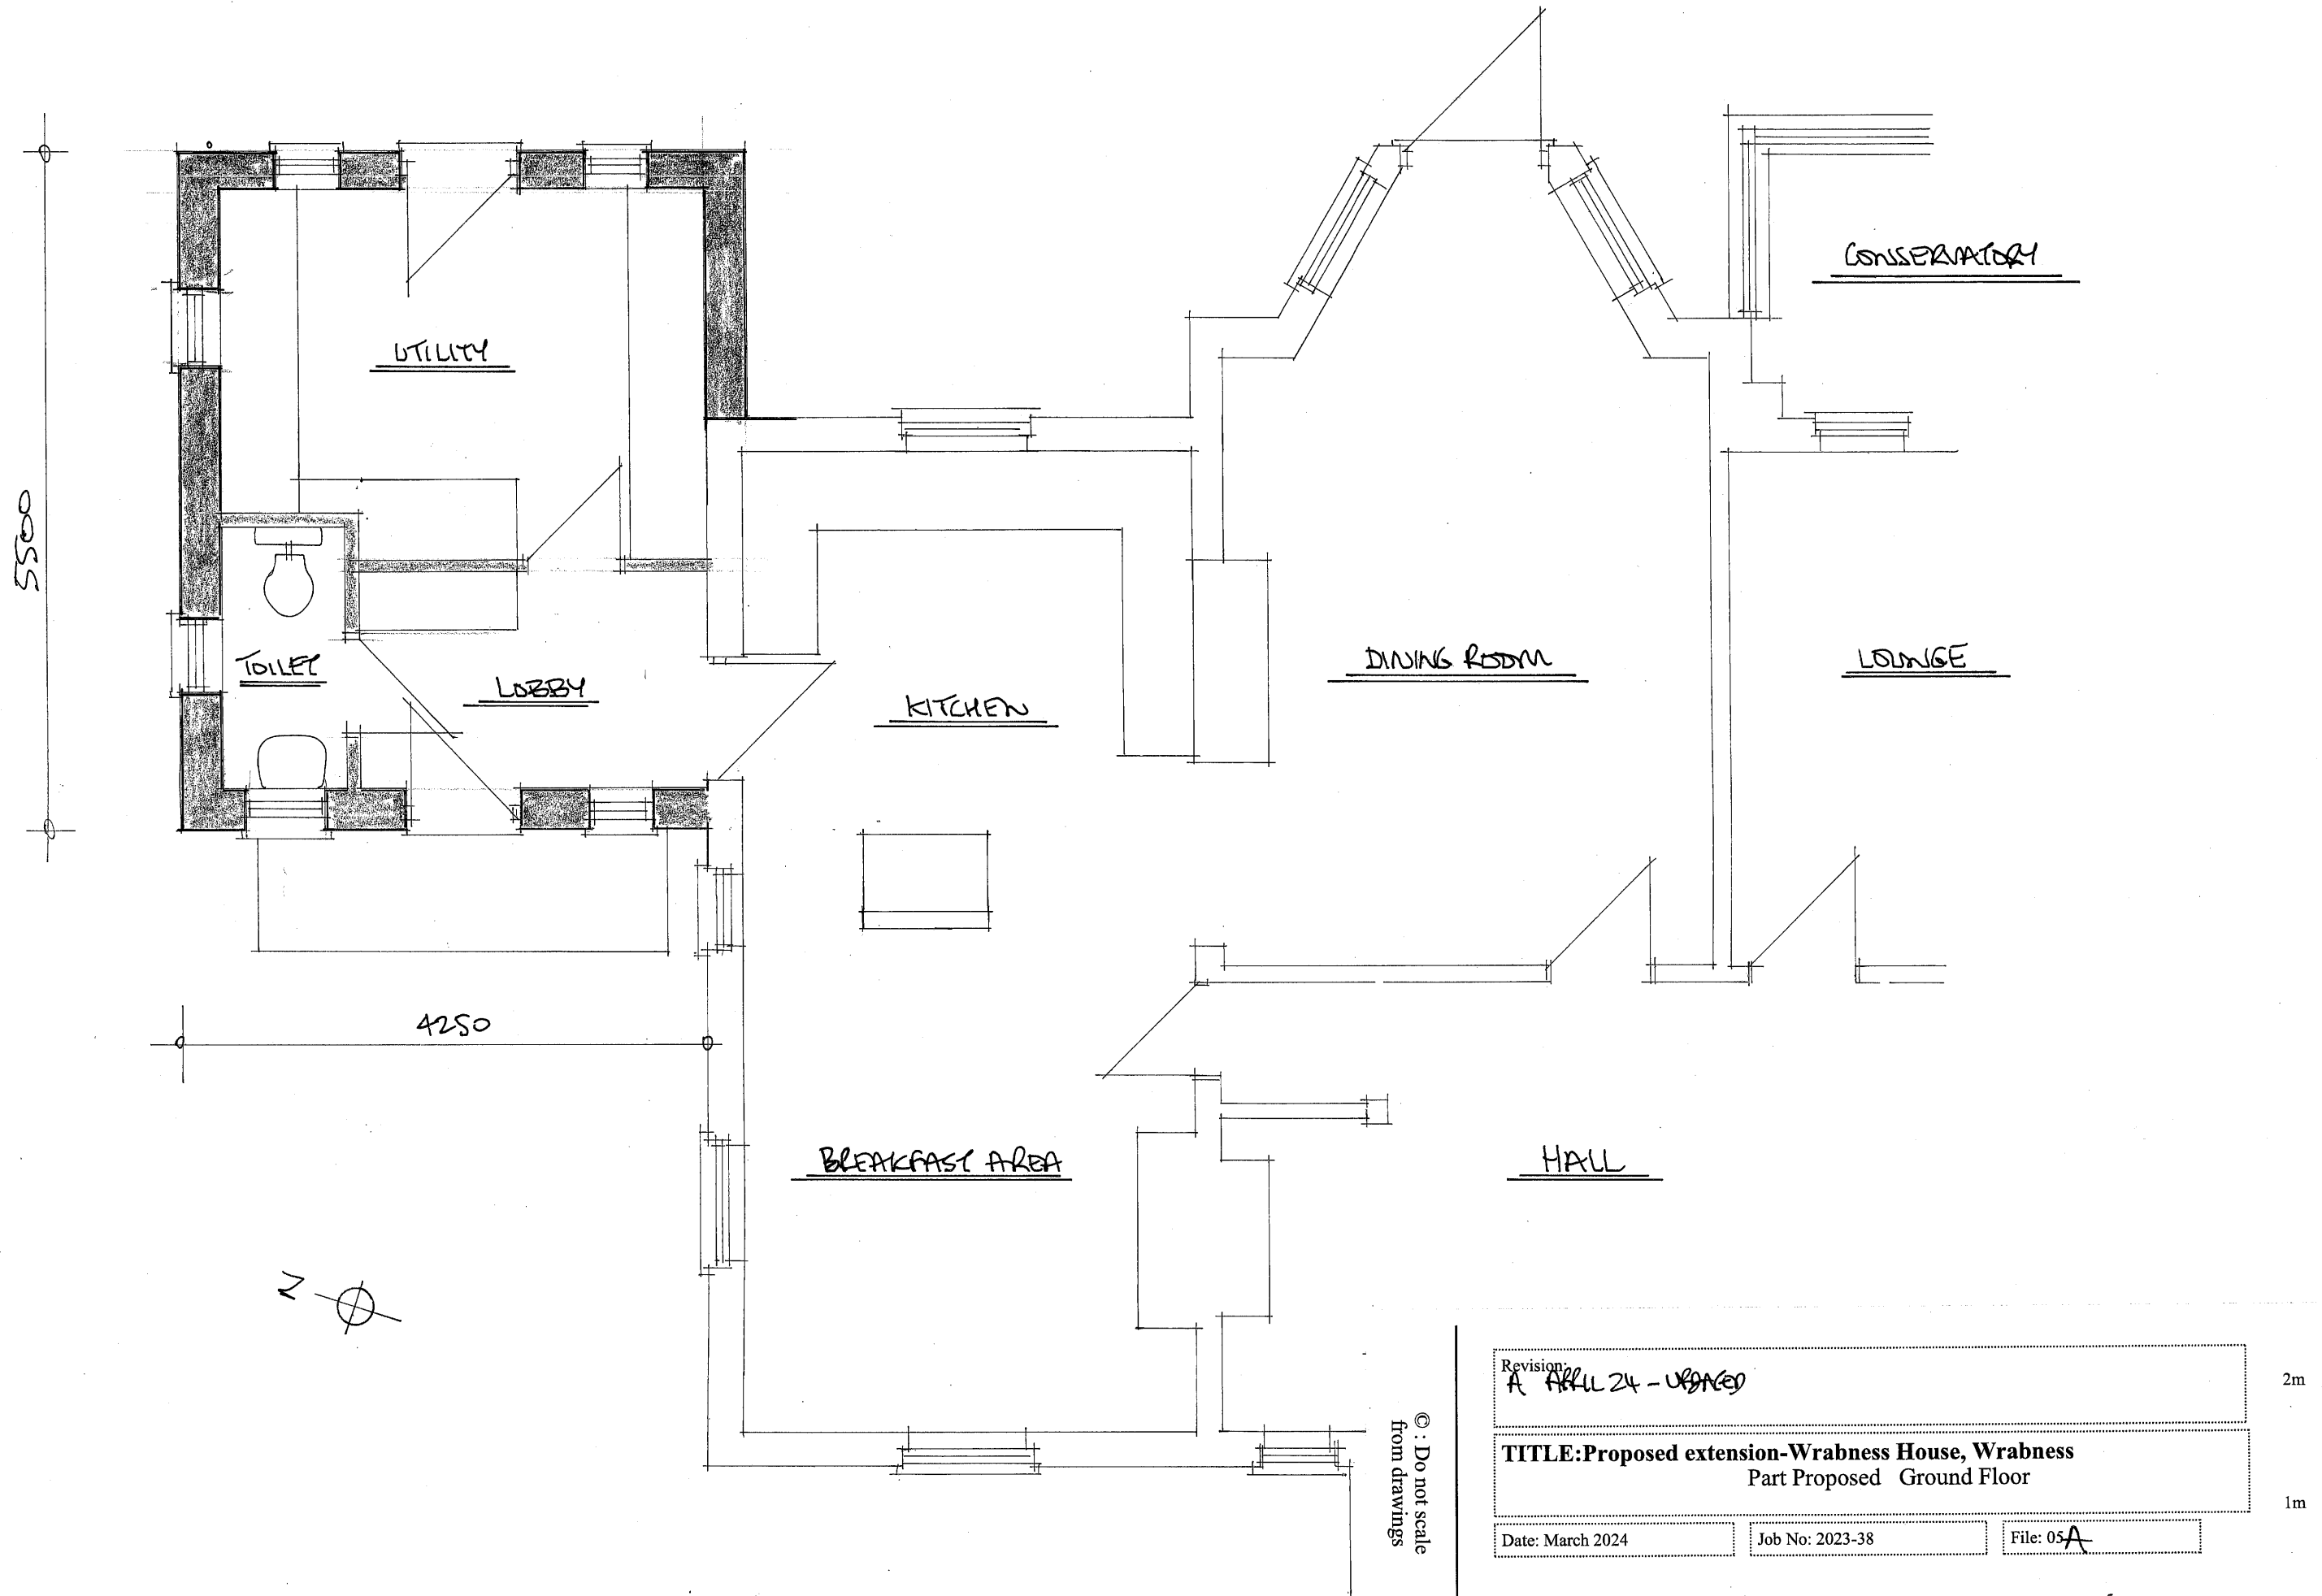 CONSERVATORY
UTILITY
5500
TOILET
LOBBY
KITCHEN
DINING ROOM
LOUNGE
4250
BREAKFAST AREA
HALL
N
© : Do not scale
from drawings
Revision:
A APRIL 24 - UPDATED
2m
TITLE:Proposed extension-Wrabness House, Wrabness
Part Proposed Ground Floor
1m
Date: March 2024
Job No: 2023-38
File: 05A